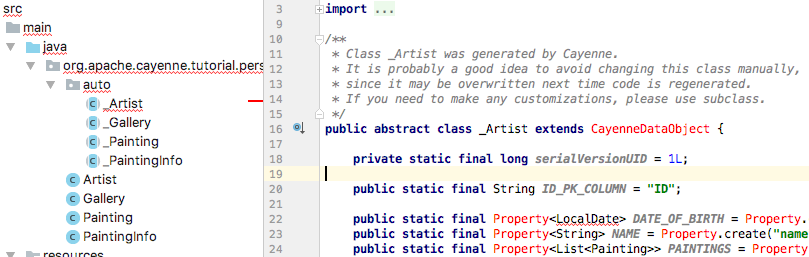 src
main
java
org.apache.cayenne.tutorial.pers
auto
_Artist
_Gallery
_Painting
_PaintingInfo
Artist
Gallery
Painting
PaintingInfo
resources
3 import ...
9
10 /**
11 * Class _Artist was generated by Cayenne.
12 * It is probably a good idea to avoid changing this class manually,
13 * since it may be overwritten next time code is regenerated.
14 * If you need to make any customizations, please use subclass.
15 */
16 public abstract class _Artist extends CayenneDataObject {
17
18 private static final long serialVersionUID = 1L;
19
20 public static final String ID_PK_COLUMN = "ID";
21
22 public static final Property<LocalDate> DATE_OF_BIRTH = Property.
23 public static final Property<String> NAME = Property.create("name
24 public static final Property<List<Painting>> PAINTINGS = Property